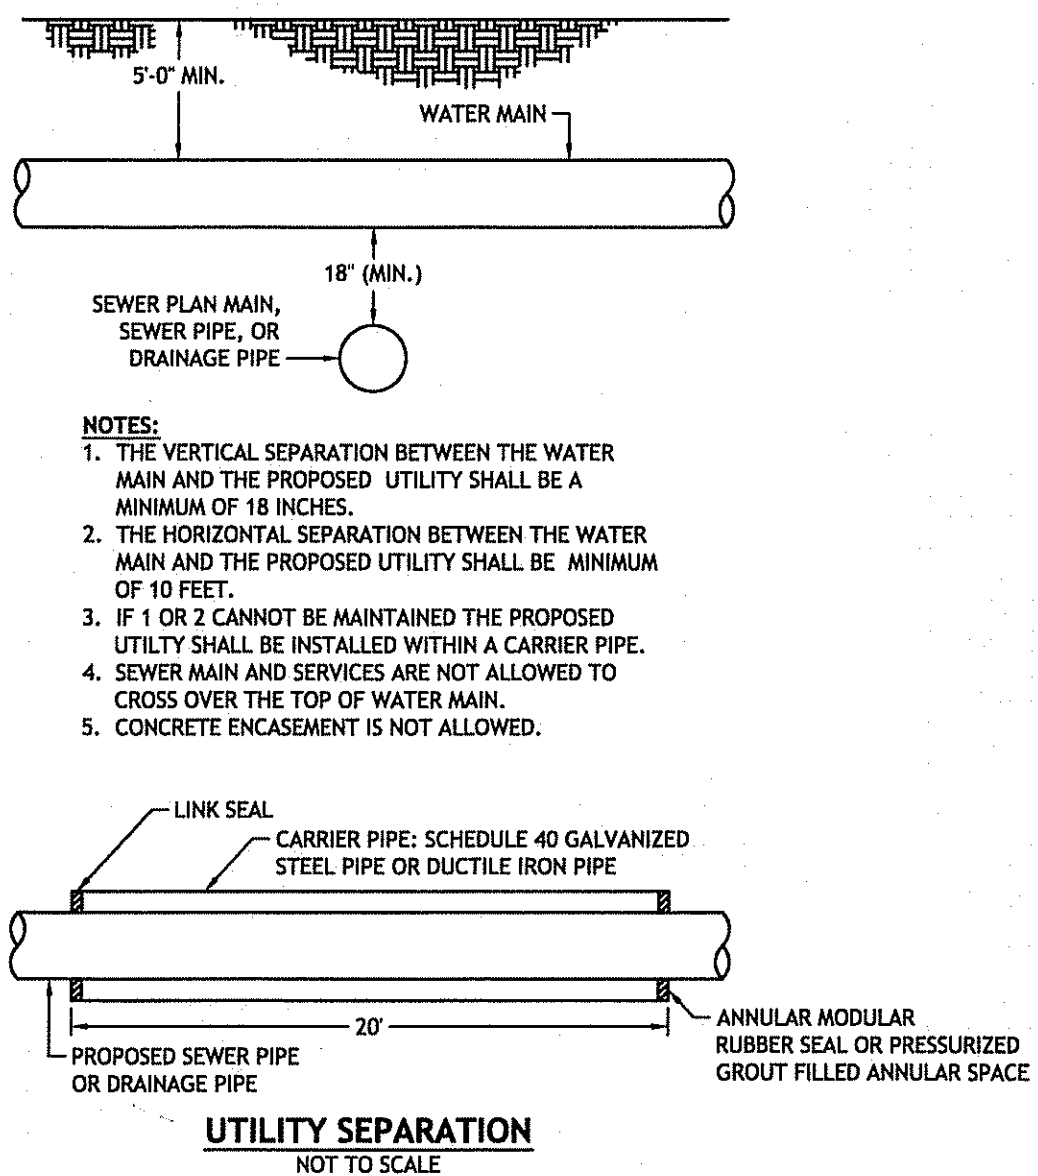 5'-0" MIN.
WATER MAIN
18" (MIN.)
SEWER PLAN MAIN,
SEWER PIPE, OR
DRAINAGE PIPE
NOTES:
1. THE VERTICAL SEPARATION BETWEEN THE WATER
MAIN AND THE PROPOSED UTILITY SHALL BE A
MINIMUM OF 18 INCHES.
2. THE HORIZONTAL SEPARATION BETWEEN THE WATER
MAIN AND THE PROPOSED UTILITY SHALL BE MINIMUM
OF 10 FEET.
3. IF 1 OR 2 CANNOT BE MAINTAINED THE PROPOSED
UTILTY SHALL BE INSTALLED WITHIN A CARRIER PIPE.
4. SEWER MAIN AND SERVICES ARE NOT ALLOWED TO
CROSS OVER THE TOP OF WATER MAIN.
5. CONCRETE ENCASEMENT IS NOT ALLOWED.
LINK SEAL
CARRIER PIPE: SCHEDULE 40 GALVANIZED
STEEL PIPE OR DUCTILE IRON PIPE
20'
PROPOSED SEWER PIPE
OR DRAINAGE PIPE
ANNULAR MODULAR
RUBBER SEAL OR PRESSURIZED
GROUT FILLED ANNULAR SPACE
UTILITY SEPARATION
NOT TO SCALE